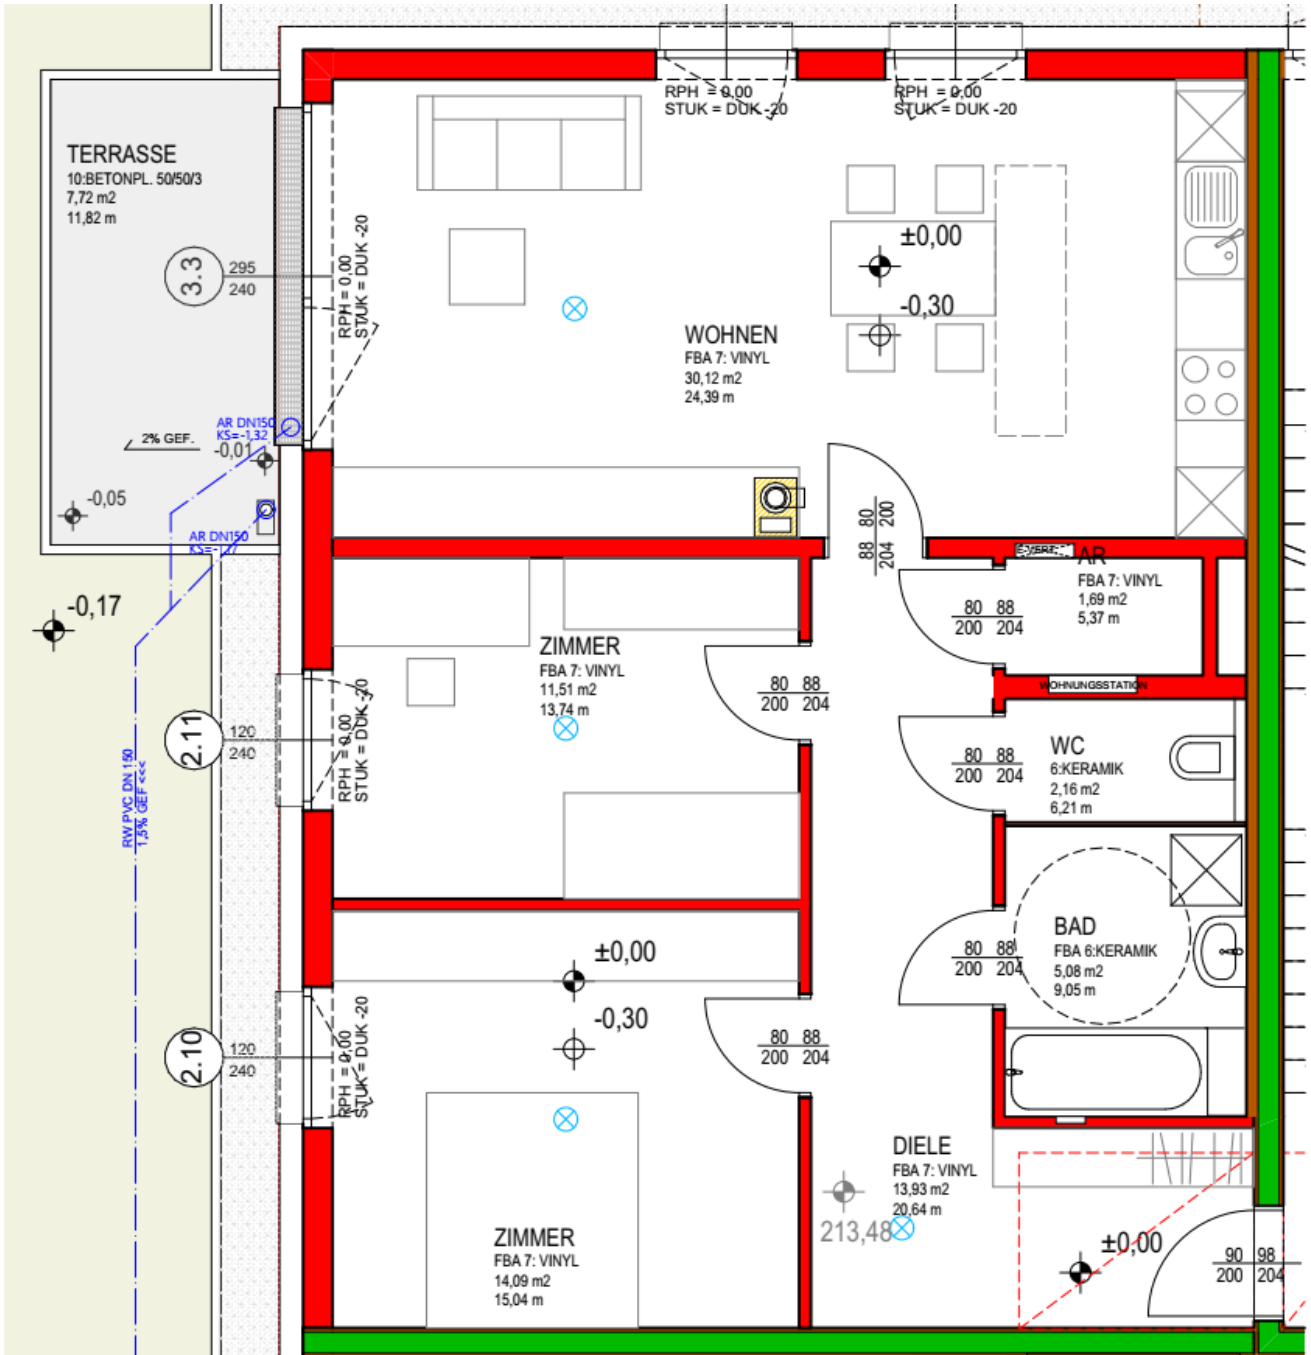 RPH = 0,00
STUK = DUK -20
RPH = 0,00
STUK = DUK -20
TERRASSE
10:BETONPL. 50/50/3
7,72 m2
11,82 m
3.3
295
240
RPH = 0,00
STUK = DUK -20
±0,00
-0,30
WOHNEN
FBA 7: VINYL
30,12 m2
24,39 m
AR DN150
KS=-1,32
2% GEF.
-0,01
-0,05
AR DN150
-0,17
80
200
88
204
E-VERT.
AR
FBA 7: VINYL
1,69 m2
5,37 m
80 88
200 204
ZIMMER
FBA 7: VINYL
11,51 m2
13,74 m
80 88
200 204
WOHNUNGSSTATION
2.11
120
240
RPH = 0,00
STUK = DUK -20
RW PVC DN 150
1,5% GEF <<<
80 88
200 204
WC
6:KERAMIK
2,16 m2
6,21 m
BAD
FBA 6:KERAMIK
5,08 m2
9,05 m
80 88
200 204
±0,00
-0,30
2.10
120
240
RPH = 0,00
STUK = DUK -20
80 88
200 204
DIELE
FBA 7: VINYL
13,93 m2
20,64 m
213,48
±0,00
90 98
200 204
ZIMMER
FBA 7: VINYL
14,09 m2
15,04 m